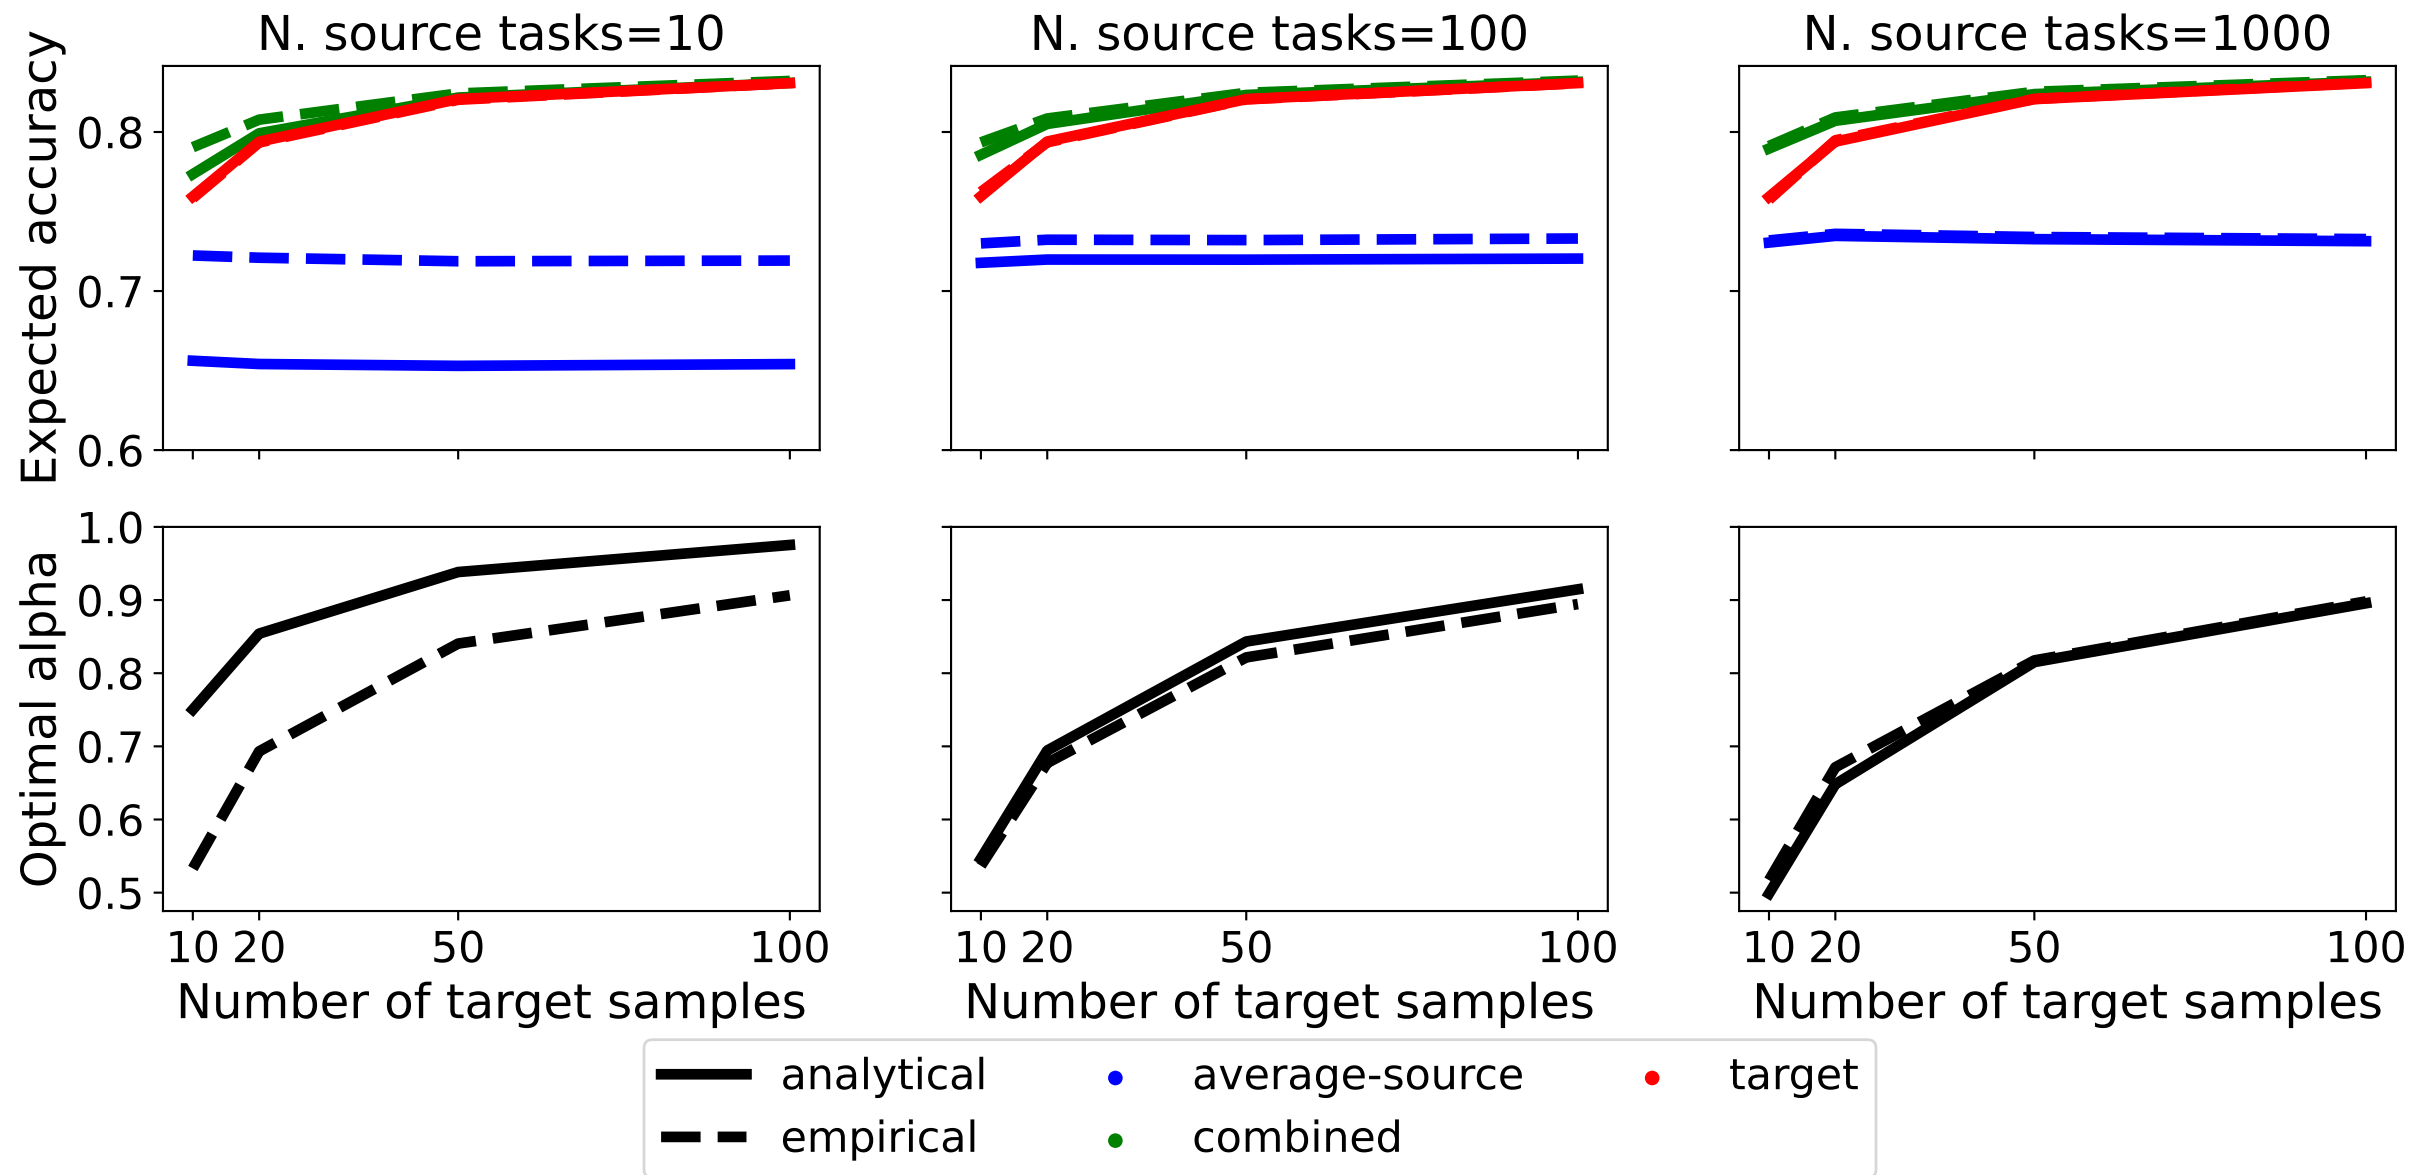 N. source tasks=10
N. source tasks=100
N. source tasks=1000
Expected accuracy
0.8
0.7
0.6
Optimal alpha
1.0
0.9
0.8
0.7
0.6
0.5
10 20 50 100
10 20 50 100
10 20 50 100
Number of target samples
Number of target samples
Number of target samples
analytical
empirical
average-source
combined
target